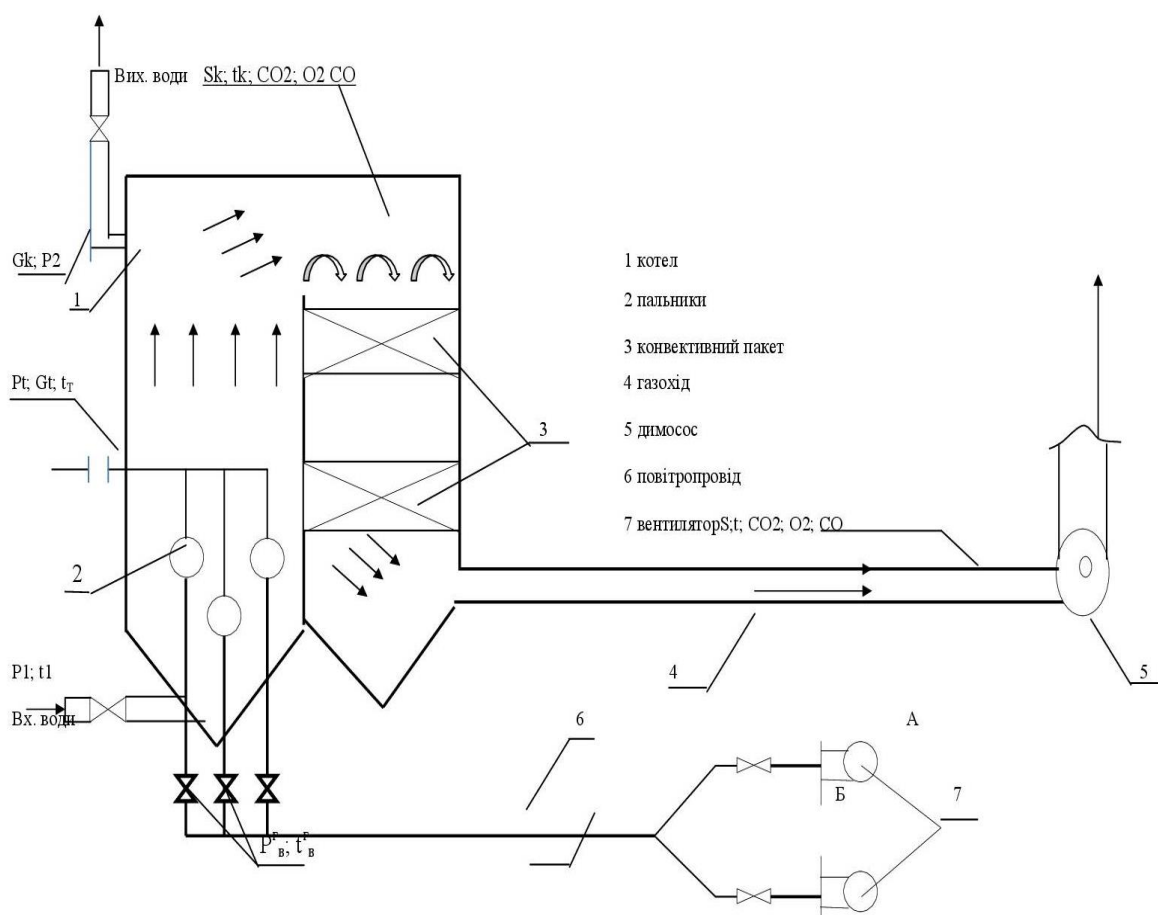 Вих. води Sk; tk; CO2; O2 CO
Gk; P2
1
1 котел
2 пальники
3 конвективний пакет
Pt; Gt; tТ
4 газохід
3
5 димосос
6 повітропровід
7 вентиляторS;t; CO2; O2; CO
2
P1; t1
4
5
Вх. води
6
А
Б
7
Pгв; tгв